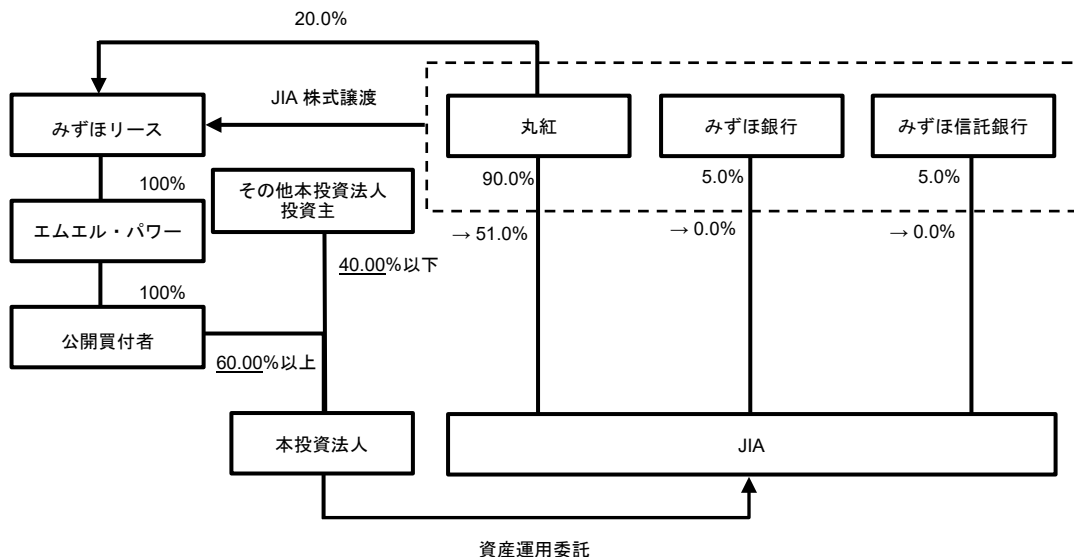 20.0%
JIA 株式譲渡
みずほリース
丸紅
みずほ銀行
みずほ信託銀行
100%
90.0%
5.0%
5.0%
その他本投資法人
投資主
エムエル・パワー
→ 51.0%
→ 0.0%
→ 0.0%
40.00%以下
100%
公開買付者
60.00%以上
本投資法人
JIA
資産運用委託